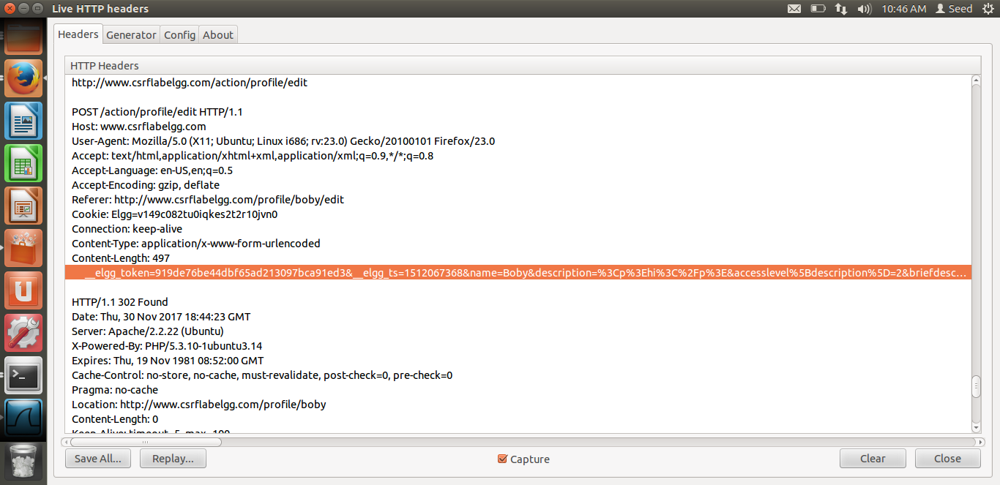 Live HTTP headers
10:46 AM Seed
Headers Generator Config About
HTTP Headers
http://www.csrflabelgg.com/action/profile/edit
POST /action/profile/edit HTTP/1.1
Host: www.csrflabelgg.com
User-Agent: Mozilla/5.0 (X11; Ubuntu; Linux i686; rv:23.0) Gecko/20100101 Firefox/23.0
Accept: text/html,application/xhtml+xml,application/xml;q=0.9,*/*;q=0.8
Accept-Language: en-US,en;q=0.5
Accept-Encoding: gzip, deflate
Referer: http://www.csrflabelgg.com/profile/boby/edit
Cookie: Elgg=v149c082tu0iqkes2t2r10jvn0
Connection: keep-alive
Content-Type: application/x-www-form-urlencoded
Content-Length: 497
__elgg_token=919de76be44dbf65ad213097bca91ed3&__elgg_ts=1512067368&name=Boby&description=%3Cp%3Ehi%3C%2Fp%3E&accesslevel%5Bdescription%5D=2&briefdesc...
HTTP/1.1 302 Found
Date: Thu, 30 Nov 2017 18:44:23 GMT
Server: Apache/2.2.22 (Ubuntu)
X-Powered-By: PHP/5.3.10-1ubuntu3.14
Expires: Thu, 19 Nov 1981 08:52:00 GMT
Cache-Control: no-store, no-cache, must-revalidate, post-check=0, pre-check=0
Pragma: no-cache
Location: http://www.csrflabelgg.com/profile/boby
Content-Length: 0
Keep-Alive: timeout=5, max=100
Save All... Replay... Capture Clear Close